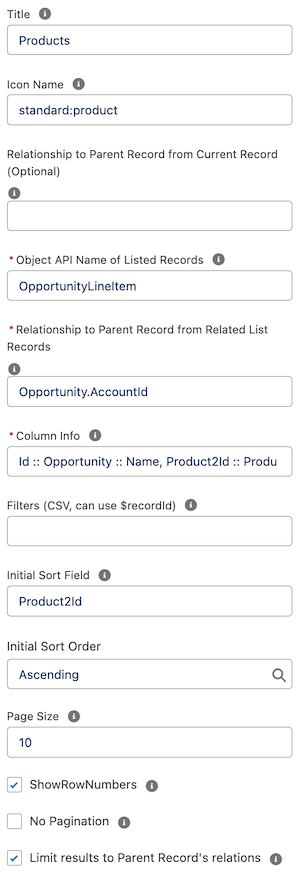 Title
Products
Icon Name
standard:product
Relationship to Parent Record from Current Record
(Optional)
* Object API Name of Listed Records
OpportunityLineItem
* Relationship to Parent Record from Related List
Records
Opportunity.AccountId
* Column Info
Id :: Opportunity :: Name, Product2Id :: Produ
Filters (CSV, can use $recordId)
Initial Sort Field
Product2Id
Initial Sort Order
Ascending
Page Size
10
ShowRowNumbers
No Pagination
Limit results to Parent Record's relations